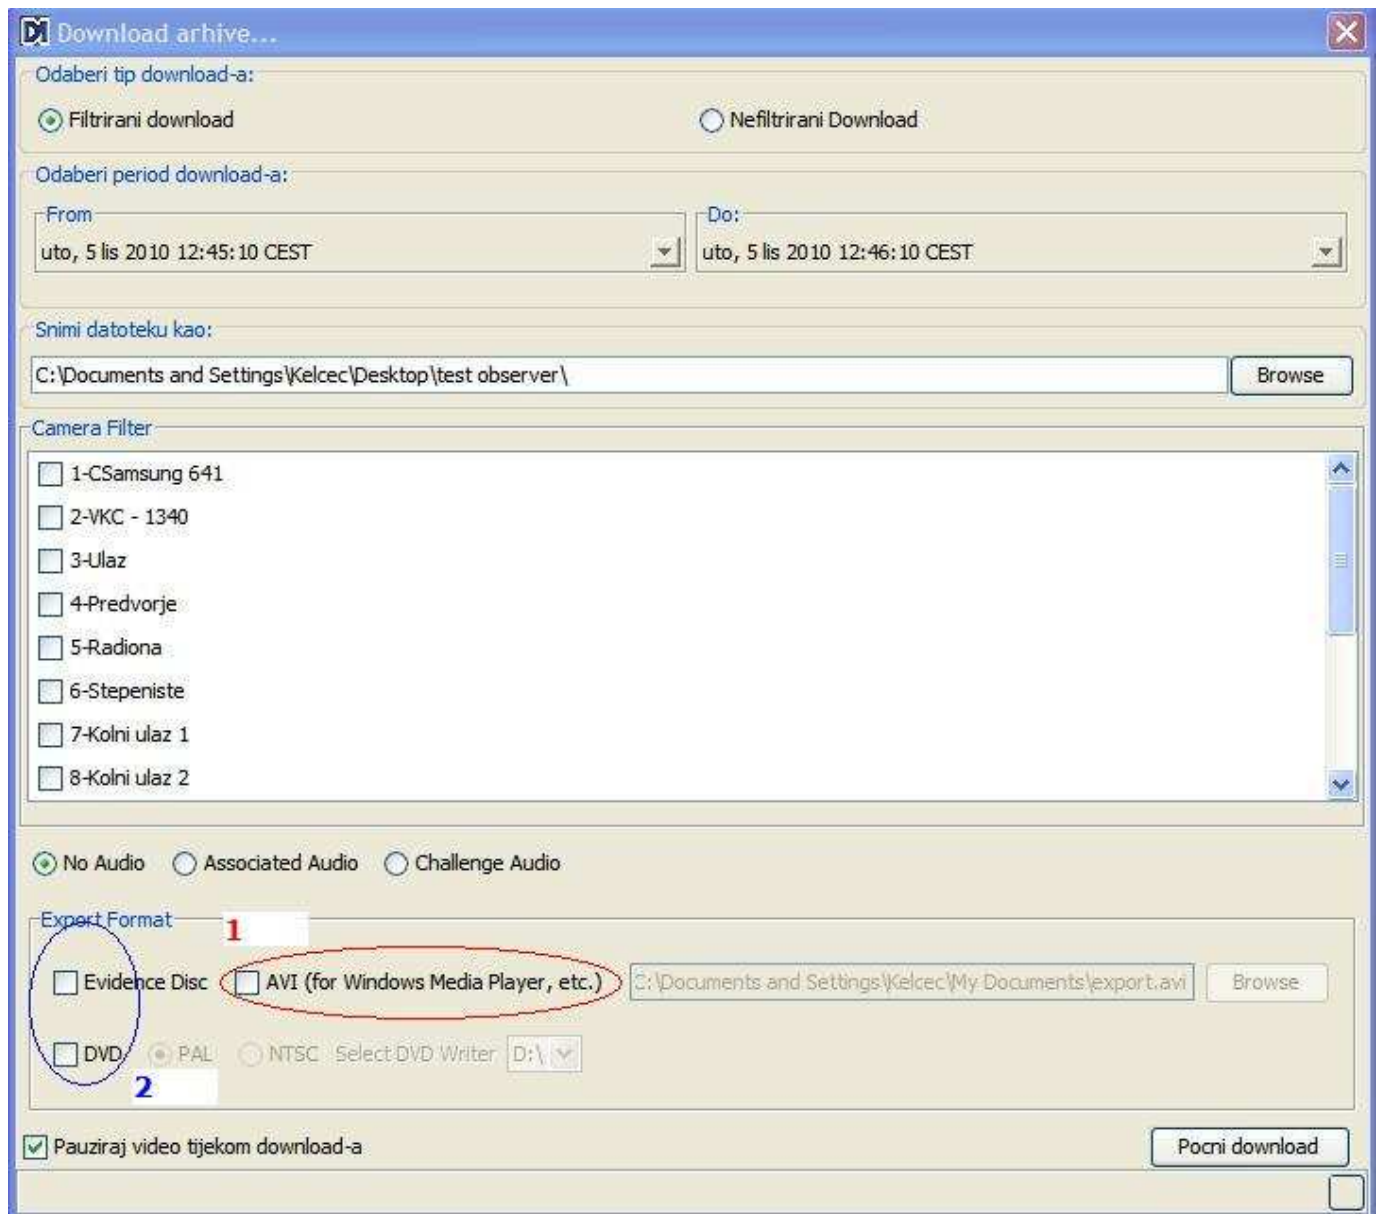 DI Download arhive...
Odaberi tip download-a:
Filtrirani download Nefiltrirani Download
Odaberi period download-a:
From Do:
uto, 5 lis 2010 12:45:10 CEST uto, 5 lis 2010 12:46:10 CEST
Snimi datoteku kao:
C:\Documents and Settings\Kelcec\Desktop\test observer\ Browse
Camera Filter
1-CSamsung 641
2-VKC - 1340
3-Ulaz
4-Predvorje
5-Radiona
6-Stepeniste
7-Kolni ulaz 1
8-Kolni ulaz 2
No Audio Associated Audio Challenge Audio
Export Format 1
Evidence Disc AVI (for Windows Media Player, etc.) C:\Documents and Settings\Kelcec\My Documents\export.avi Browse
DVD PAL NTSC Select DVD Writer D:\
2
Pauziraj video tijekom download-a Pocni download